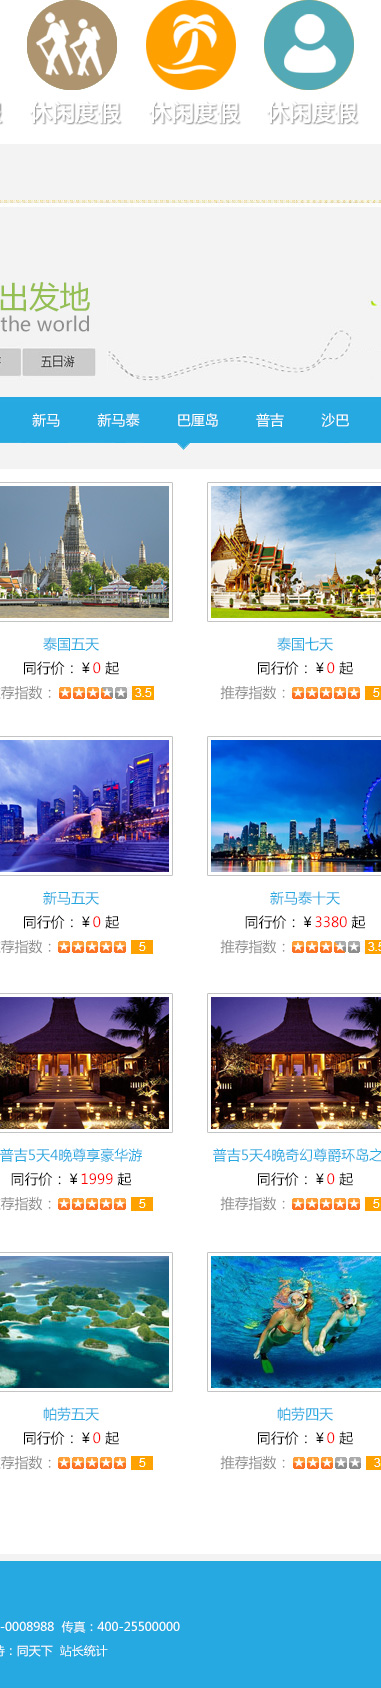 休闲度假 休闲度假 休闲度假
出发地
the world
五日游
新马 新马泰 巴厘岛 普吉 沙巴
泰国五天 泰国七天
同行价：¥0 起 同行价：¥0 起
荐指数： 3.5 推荐指数： 5
新马五天 新马泰十天
同行价：¥0 起 同行价：¥3380 起
荐指数： 5 推荐指数： 3.5
普吉5天4晚尊享豪华游 普吉5天4晚奇幻尊爵环岛之
同行价：¥1999 起 同行价：¥0 起
荐指数： 5 推荐指数： 5
帕劳五天 帕劳四天
同行价：¥0 起 同行价：¥0 起
荐指数： 5 推荐指数： 3
-0008988 传真：400-25500000
：同天下 站长统计